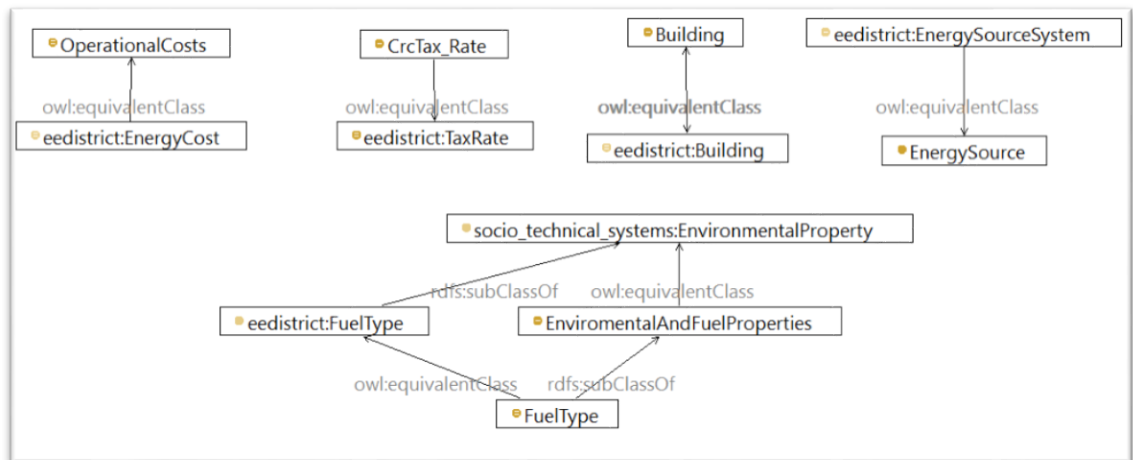 OperationalCosts
CrcTax_Rate
Building
eedistrict:EnergySourceSystem
owl:equivalentClass
owl:equivalentClass
owl:equivalentClass
owl:equivalentClass
eedistrict:EnergyCost
eedistrict:TaxRate
eedistrict:Building
EnergySource
socio_technical_systems:EnvironmentalProperty
rdfs:subClassOf
owl:equivalentClass
eedistrict:FuelType
EnviromentalAndFuelProperties
owl:equivalentClass
rdfs:subClassOf
FuelType